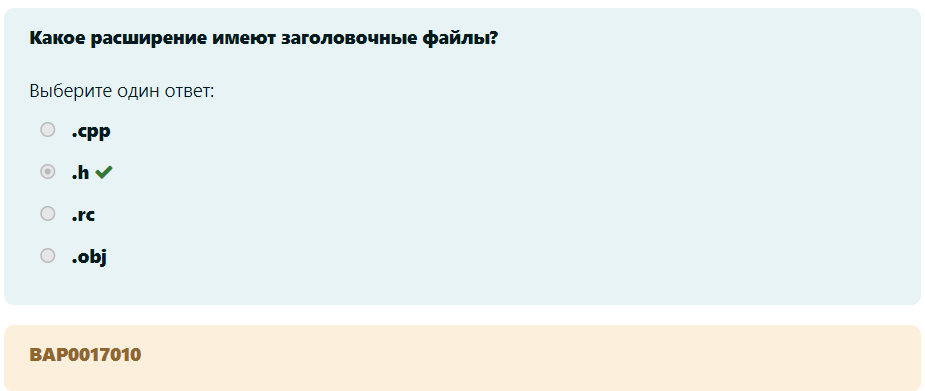 Какое расширение имеют заголовочные файлы?
Выберите один ответ:
.cpp
.h
.rc
.obj
BAP0017010